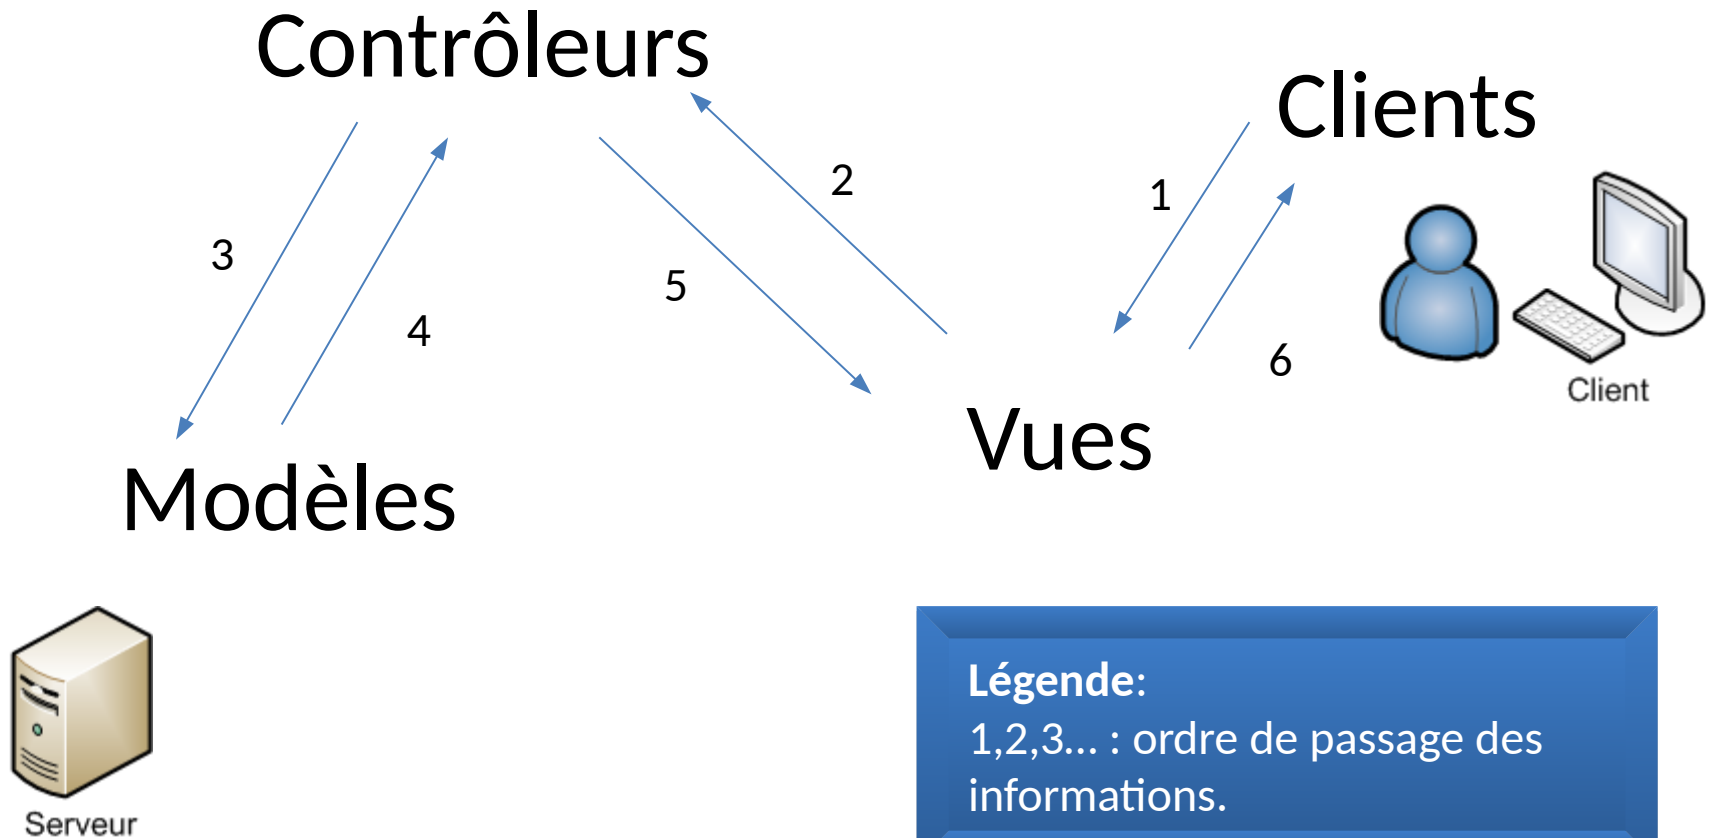 Contrôleurs
Clients
2
1
3
5
4
6
Client
Vues
Modèles
Légende:
1,2,3... : ordre de passage des
informations.
Serveur